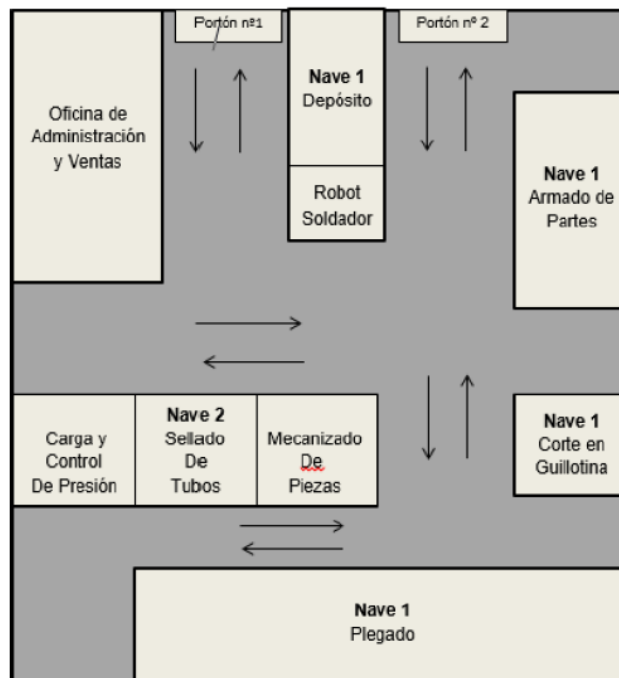 Portón nº1
Portón nº 2
Nave 1
Depósito
Oficina de
Administración
y Ventas
Nave 1
Armado de
Partes
Robot
Soldador
Carga y
Control
De Presión
Nave 2
Sellado
De
Tubos
Mecanizado
De
Piezas
Nave 1
Corte en
Guillotina
Nave 1
Plegado